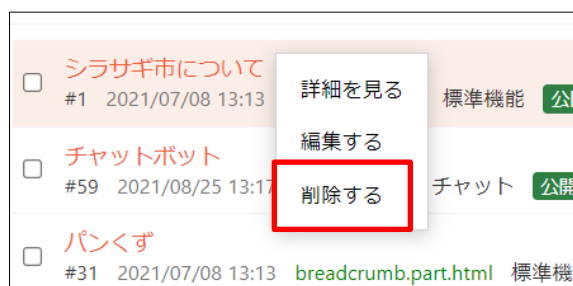 シラサギ市について
#1 2021/07/08 13:13 標準機能
詳細を見る
編集する
削除する
チャットボット
#59 2021/08/25 13:17 チャット 公開
パンくず
#31 2021/07/08 13:13 breadcrumb.part.html 標準機